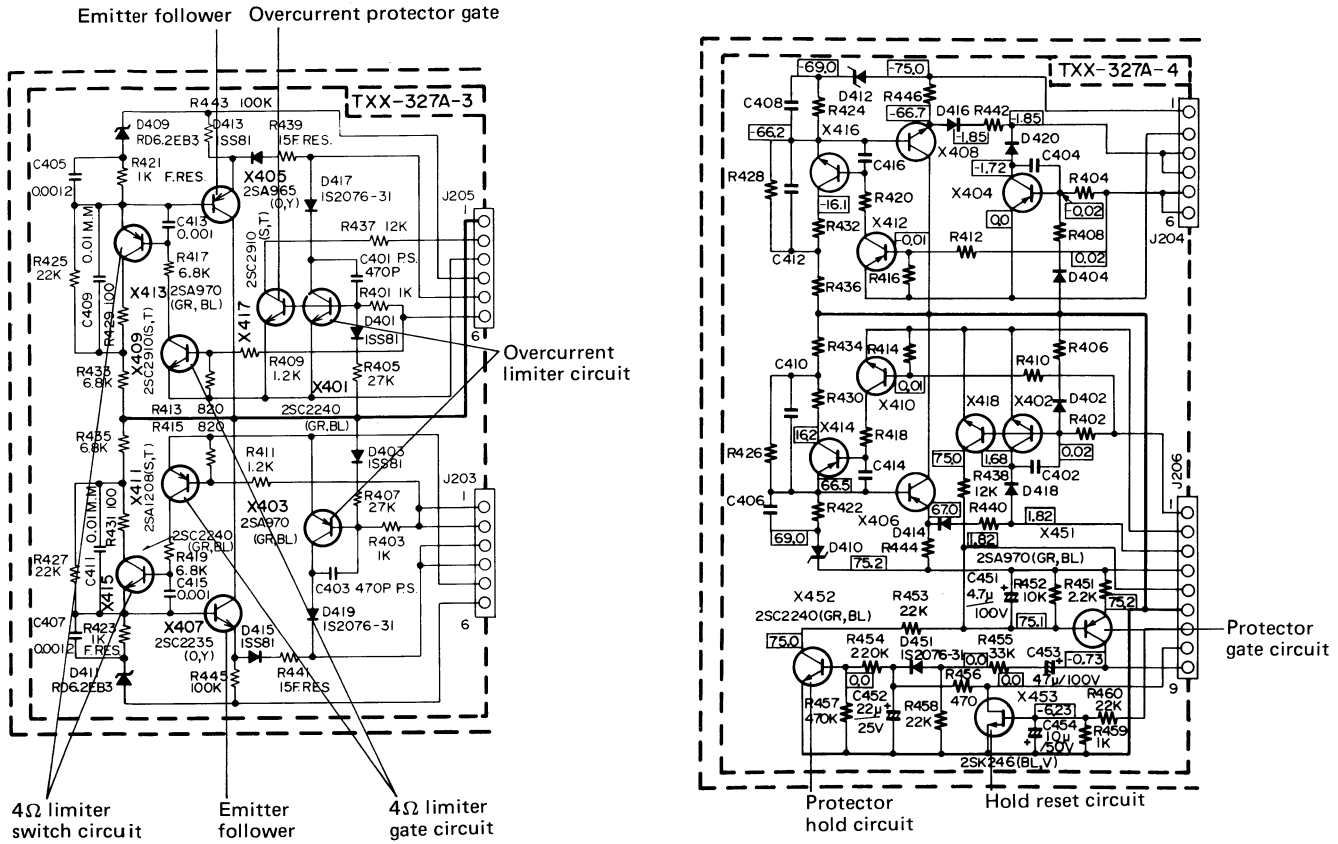 Emitter follower
Overcurrent protector gate
TXX-327A-3
R443 100K
D409
RD6.2EB3
D413
1SS81
R439
15F.RES.
C405
0.0012
R421
1K F.RES.
X405
2SA965
(O,Y)
D417
IS2076-31
J205
1
6
0.01 M.M
C413
0.001
2SC2910
(S,T)
R437 12K
C401 P.S.
470P
R425
22K
R417
6.8K
2SA970
(GR,BL)
X413
R401 1K
D401
ISS81
C409
R429 100
X409
2SC2910(S,T)
X417
R409
1.2K
R405
27K
X401
2SC2240
(GR,BL)
R433
6.8K
R413 820
R415 820
Overcurrent
limiter circuit
R435
6.8K
X411
2SA1208(S,T)
R411
1.2K
D403
ISS81
J203
1
6
0.01 M.M
R431 100
X403
2SA970
(GR,BL)
R407
27K
R403
1K
R427
22K
C411
2SC2240
(GR,BL)
R419
6.8K
C415
0.001
C403 470P P.S.
X415
C407
0.0012
R423
1K
F.RES
X407
2SC2235
(O,Y)
D415
1SS81
D419
IS2076-31
D411
RD6.2EB3
R445
100K
R441
15F.RES
4Ω limiter
switch circuit
Emitter
follower
4Ω limiter
gate circuit
TXX-327A-4
-69.0
-75.0
D412
C408
R424
R446
-66.7
D416
R442
-1.85
1
-66.2
X416
-1.85
D420
X408
C416
-1.72
C404
R428
R420
X404
R404
-16.1
X412
0.0
-0.02
6
J204
R432
-0.01
R412
R408
C412
R416
0.02
R436
D404
R434
R414
R406
C410
R410
0.01
R430
X410
X418
X402
D402
R402
X414
16.2
R418
R426
75.0
1.68
0.02
J206
C414
R438
12K
C402
C406
66.5
D418
1
R422
X406
67.0
D414
R440
1.82
X451
69.0
D410
R444
1.82
2SA970(GR,BL)
75.2
X452
2SC2240(GR,BL)
R453
22K
C451
4.7µ
/100V
R452
10K
R451
2.2K
75.2
75.0
75.1
R454
220K
D451
IS2076-31
0.0
R455
33K
C453
-0.73
Protector
gate circuit
0.0
C452
22µ
/25V
R456
470
0.0
47µ/100V
9
R457
470K
R458
22K
X453
-6.23
R460
22K
C454
10µ
/50V
R459
1K
2SK246(BL,V)
Protector
hold circuit
Hold reset circuit